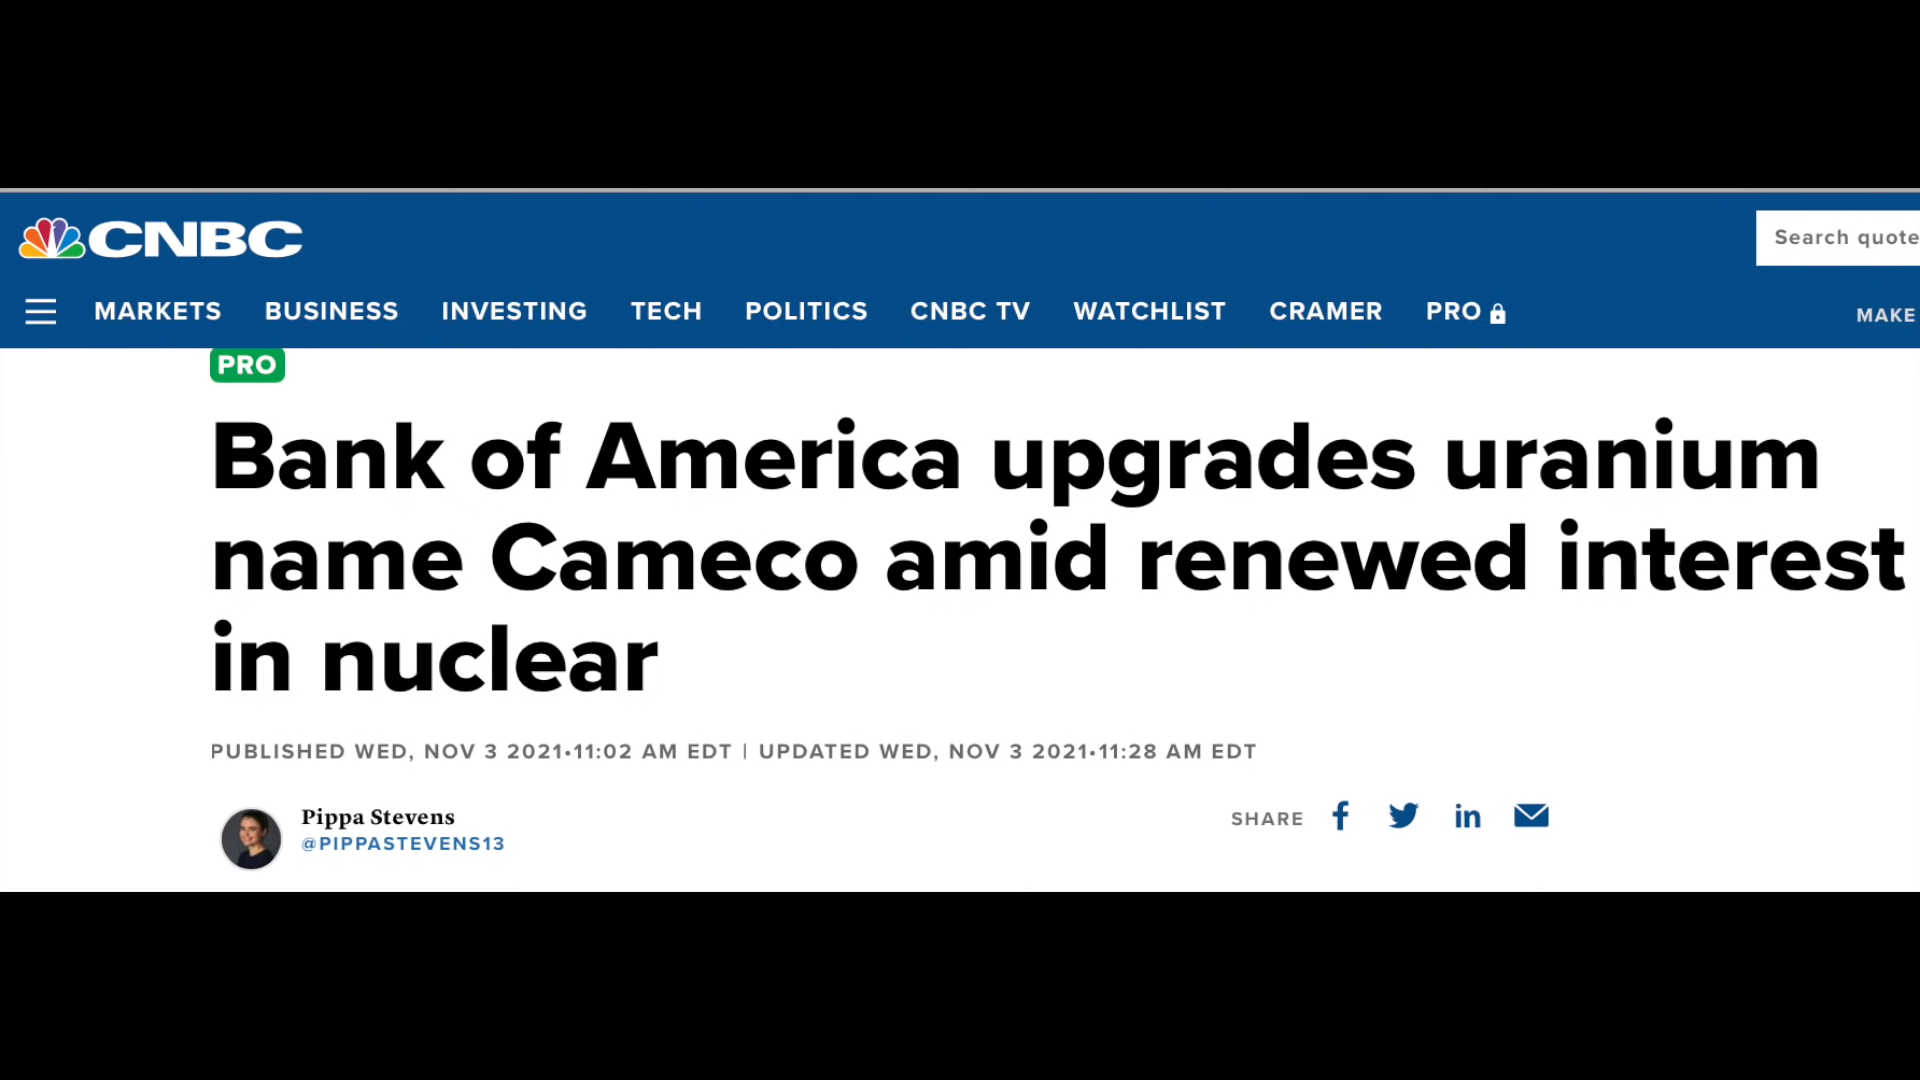 CNBC
Search quote
MARKETS BUSINESS INVESTING TECH POLITICS CNBC TV WATCHLIST CRAMER PRO
MAKE
PRO
Bank of America upgrades uranium
name Cameco amid renewed interest
in nuclear
PUBLISHED WED, NOV 3 2021•11:02 AM EDT | UPDATED WED, NOV 3 2021•11:28 AM EDT
Pippa Stevens
@PIPPASTEVENS13
SHARE